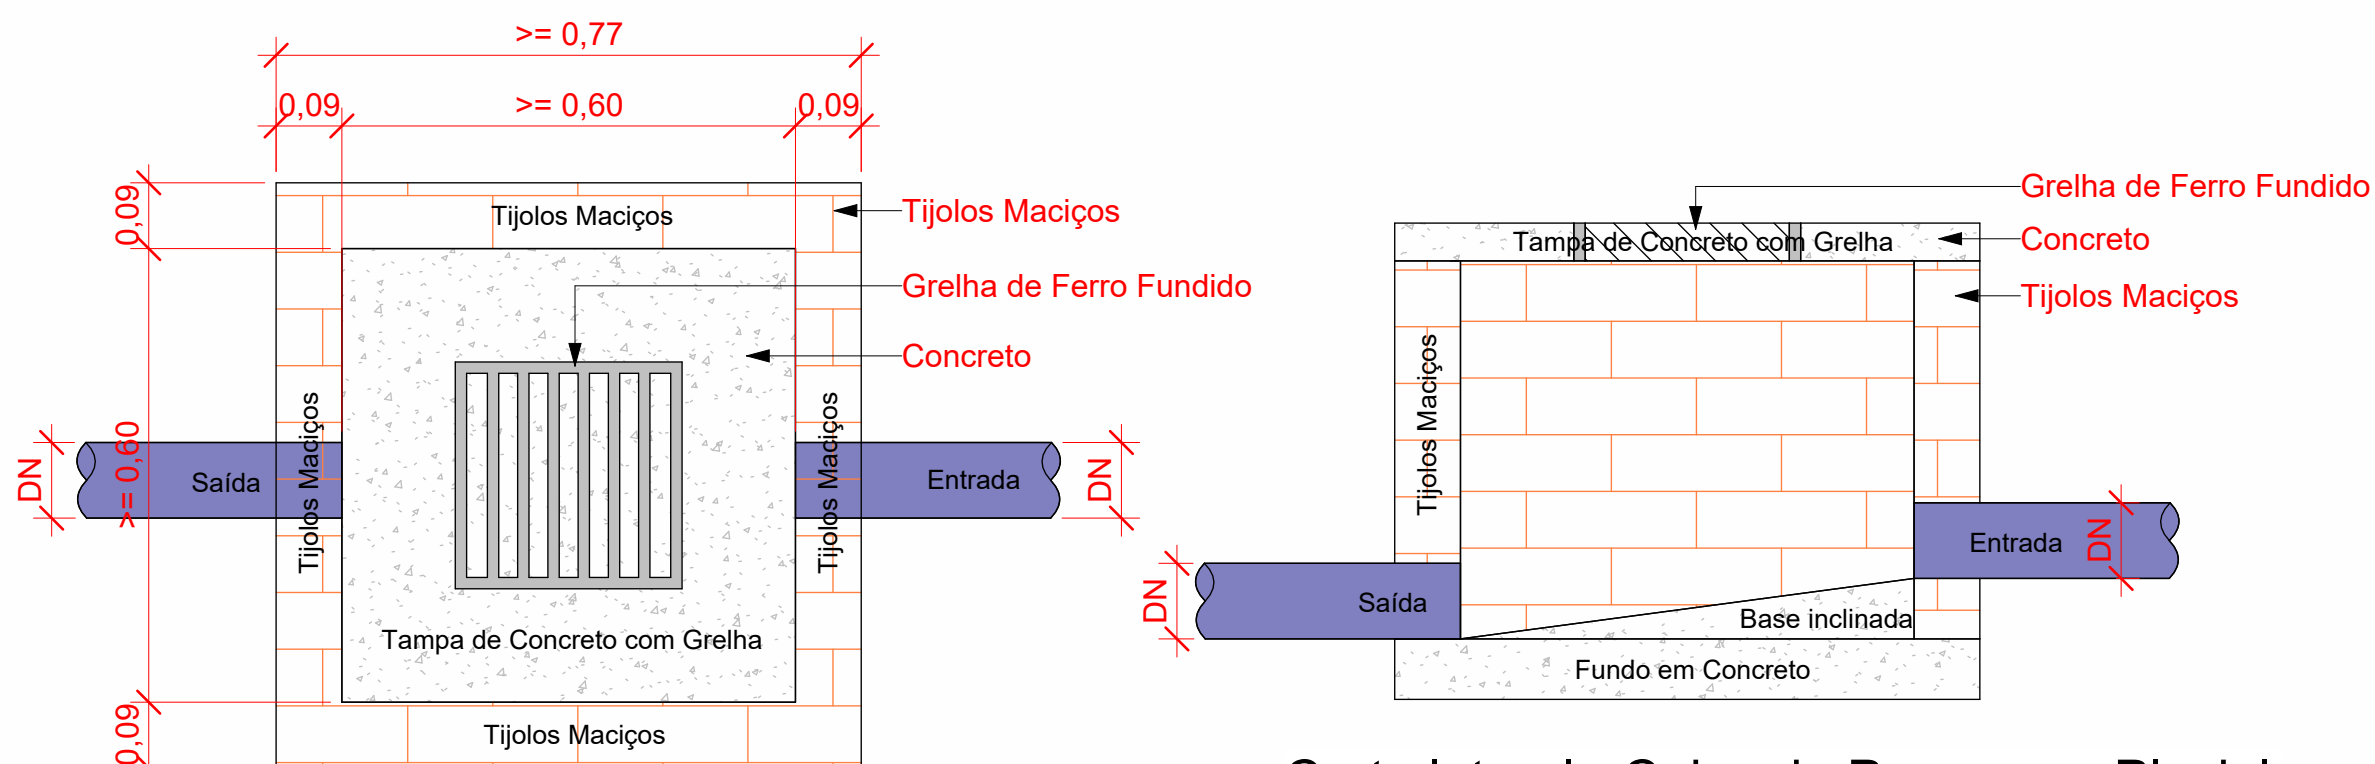 >= 0,77
0,09
>= 0,60
0,09
0,09
>= 0,60
0,09
DN
DN
Tijolos Maciços
Tijolos Maciços
Grelha de Ferro Fundido
Concreto
Tijolos Maciços
Tijolos Maciços
Saída
Entrada
Tampa de Concreto com Grelha
Tijolos Maciços
Grelha de Ferro Fundido
Tampa de Concreto com Grelha
Concreto
Tijolos Maciços
Tijolos Maciços
Entrada
DN
DN
Saída
Base inclinada
Fundo em Concreto